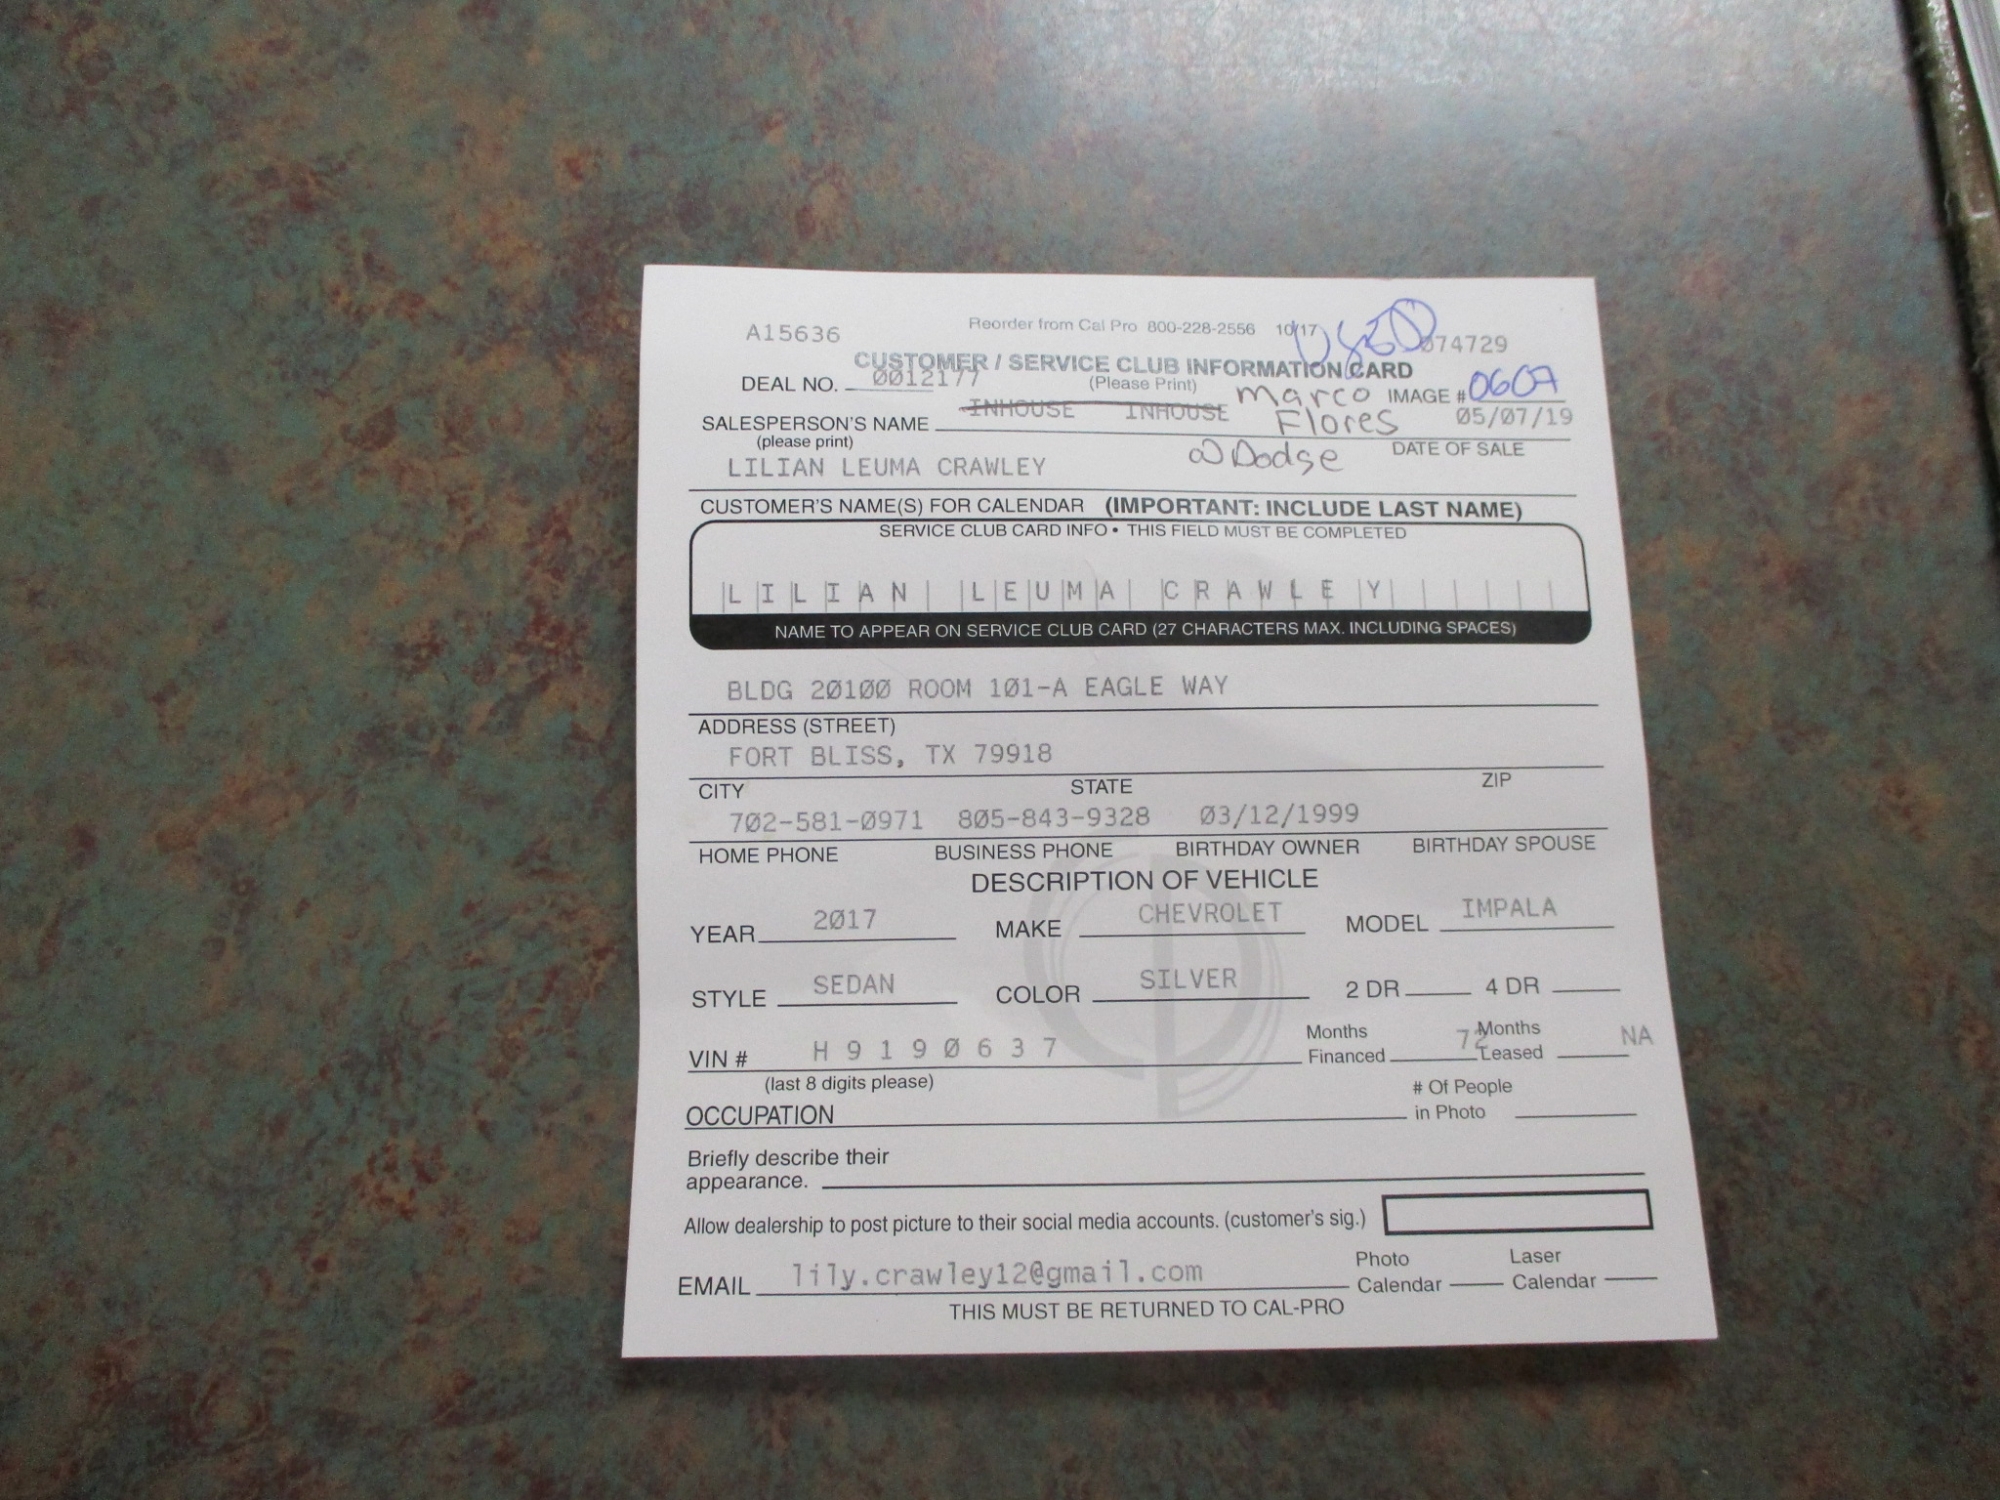 A15636 Reorder from Cal Pro 800-228-2556 10/17 074729
CUSTOMER / SERVICE CLUB INFORMATION CARD
DEAL NO. 0012177 (Please Print) Marco IMAGE #
INHOUSE INHOUSE Flores 05/07/19
SALESPERSON'S NAME
(please print) @ Dodge DATE OF SALE
LILIAN LEUMA CRAWLEY
CUSTOMER'S NAME(S) FOR CALENDAR (IMPORTANT: INCLUDE LAST NAME)
SERVICE CLUB CARD INFO • THIS FIELD MUST BE COMPLETED
LILIAN LEUMA CRAWLEY
NAME TO APPEAR ON SERVICE CLUB CARD (27 CHARACTERS MAX. INCLUDING SPACES)
BLDG 20100 ROOM 101-A EAGLE WAY
ADDRESS (STREET)
FORT BLISS, TX 79918
CITY STATE ZIP
702-581-0971 805-843-9328 03/12/1999
HOME PHONE BUSINESS PHONE BIRTHDAY OWNER BIRTHDAY SPOUSE
DESCRIPTION OF VEHICLE
YEAR 2017 MAKE CHEVROLET MODEL IMPALA
STYLE SEDAN COLOR SILVER 2 DR 4 DR
VIN # H9190637 Months Financed 72 Months Leased NA
(last 8 digits please)
OCCUPATION # Of People in Photo
Briefly describe their
appearance.
Allow dealership to post picture to their social media accounts. (customer's sig.)
EMAIL lily.crawley12@gmail.com Photo Calendar Laser Calendar
THIS MUST BE RETURNED TO CAL-PRO